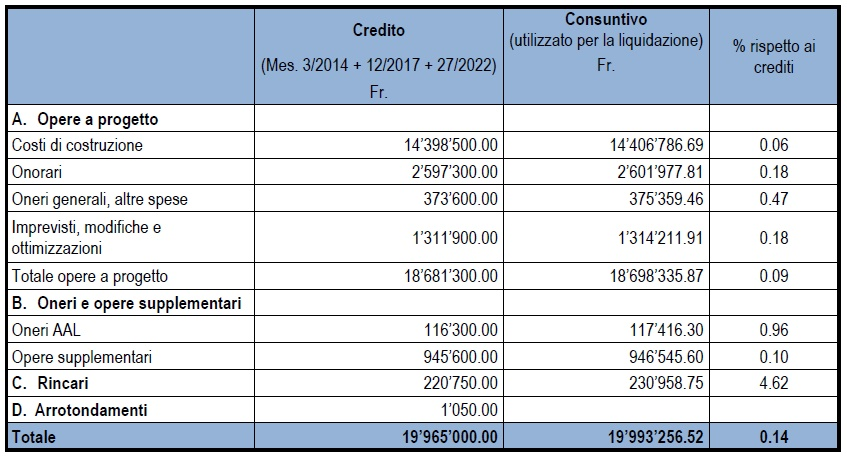 Credito
(Mes. 3/2014 + 12/2017 + 27/2022)
Fr.
Consuntivo
(utilizzato per la liquidazione)
Fr.
% rispetto ai
crediti
A. Opere a progetto
Costi di costruzione 14’398’500.00 14’406’786.69 0.06
Onorari 2’597’300.00 2’601’977.81 0.18
Oneri generali, altre spese 373’600.00 375’359.46 0.47
Imprevisti, modifiche e
ottimizzazioni 1’311’900.00 1’314’211.91 0.18
Totale opere a progetto 18’681’300.00 18’698’335.87 0.09
B. Oneri e opere supplementari
Oneri AAL 116’300.00 117’416.30 0.96
Opere supplementari 945’600.00 946’545.60 0.10
C. Rincari 220’750.00 230’958.75 4.62
D. Arrotondamenti 1’050.00
Totale 19’965’000.00 19’993’256.52 0.14